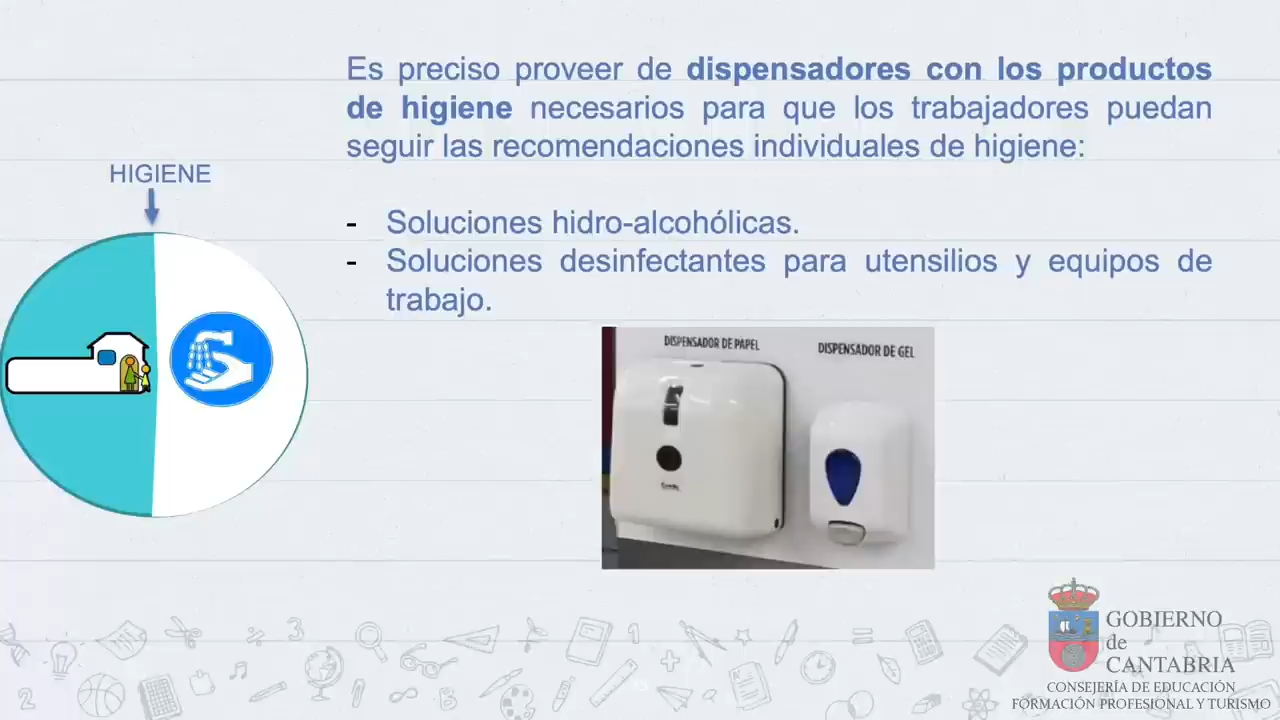 Es preciso proveer de dispensadores con los productos
de higiene necesarios para que los trabajadores puedan
seguir las recomendaciones individuales de higiene:
HIGIENE
- Soluciones hidro-alcohólicas.
- Soluciones desinfectantes para utensilios y equipos de
trabajo.
DISPENSADOR DE PAPEL
DISPENSADOR DE GEL
GOBIERNO
de
CANTABRIA
CONSEJERÍA DE EDUCACIÓN
FORMACIÓN PROFESIONAL Y TURISMO